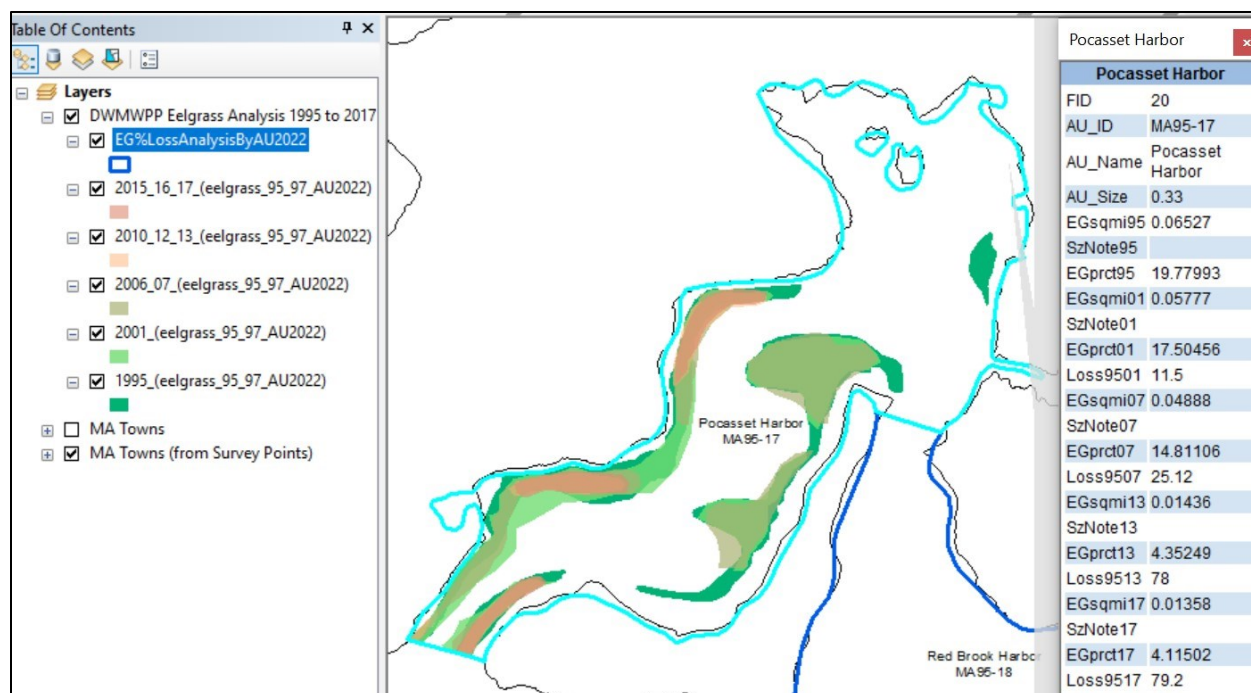 Table Of Contents
Layers
DWMWPP Eelgrass Analysis 1995 to 2017
EG%LossAnalysisByAU2022
2015_16_17_(eelgrass_95_97_AU2022)
2010_12_13_(eelgrass_95_97_AU2022)
2006_07_(eelgrass_95_97_AU2022)
2001_(eelgrass_95_97_AU2022)
1995_(eelgrass_95_97_AU2022)
MA Towns
MA Towns (from Survey Points)
Pocasset Harbor
MA95-17
Red Brook Harbor
MA95-18
Pocasset Harbor
Pocasset Harbor
FID 20
AU_ID MA95-17
AU_Name Pocasset
Harbor
AU_Size 0.33
EGsqmi95 0.06527
SzNote95
EGprct95 19.77993
EGsqmi01 0.05777
SzNote01
EGprct01 17.50456
Loss9501 11.5
EGsqmi07 0.04888
SzNote07
EGprct07 14.81106
Loss9507 25.12
EGsqmi13 0.01436
SzNote13
EGprct13 4.35249
Loss9513 78
EGsqmi17 0.01358
SzNote17
EGprct17 4.11502
Loss9517 79.2